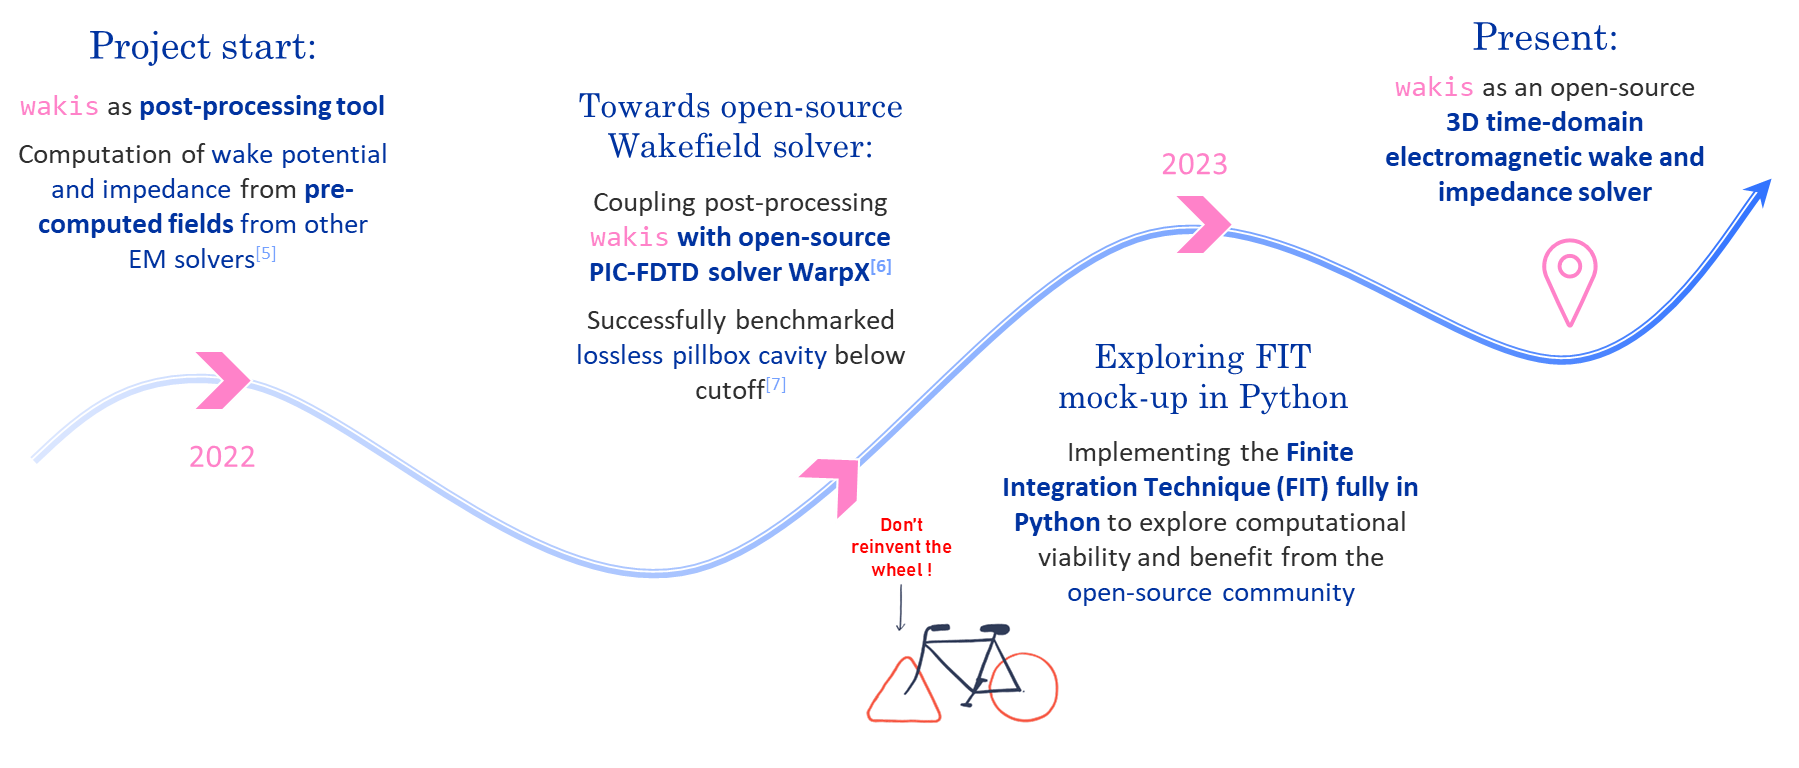 Project start:
wakis as post-processing tool
Computation of wake potential
and impedance from pre-
computed fields from other
EM solvers[5]
2022
Towards open-source
Wakefield solver:
Coupling post-processing
wakis with open-source
PIC-FDTD solver WarpX[6]
Successfully benchmarked
lossless pillbox cavity below
cutoff[7]
Don't
reinvent the
wheel !
2023
Exploring FIT
mock-up in Python
Implementing the Finite
Integration Technique (FIT) fully in
Python to explore computational
viability and benefit from the
open-source community
Present:
wakis as an open-source
3D time-domain
electromagnetic wake and
impedance solver